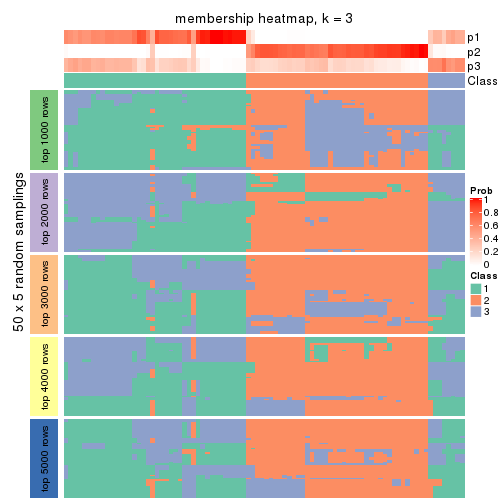 membership heatmap, k = 3
p1
p2
p3
Class
50 x 5 random samplings
top 1000 rows
top 2000 rows
top 3000 rows
top 4000 rows
top 5000 rows
Prob
1
0.8
0.6
0.4
0.2
0
Class
1
2
3